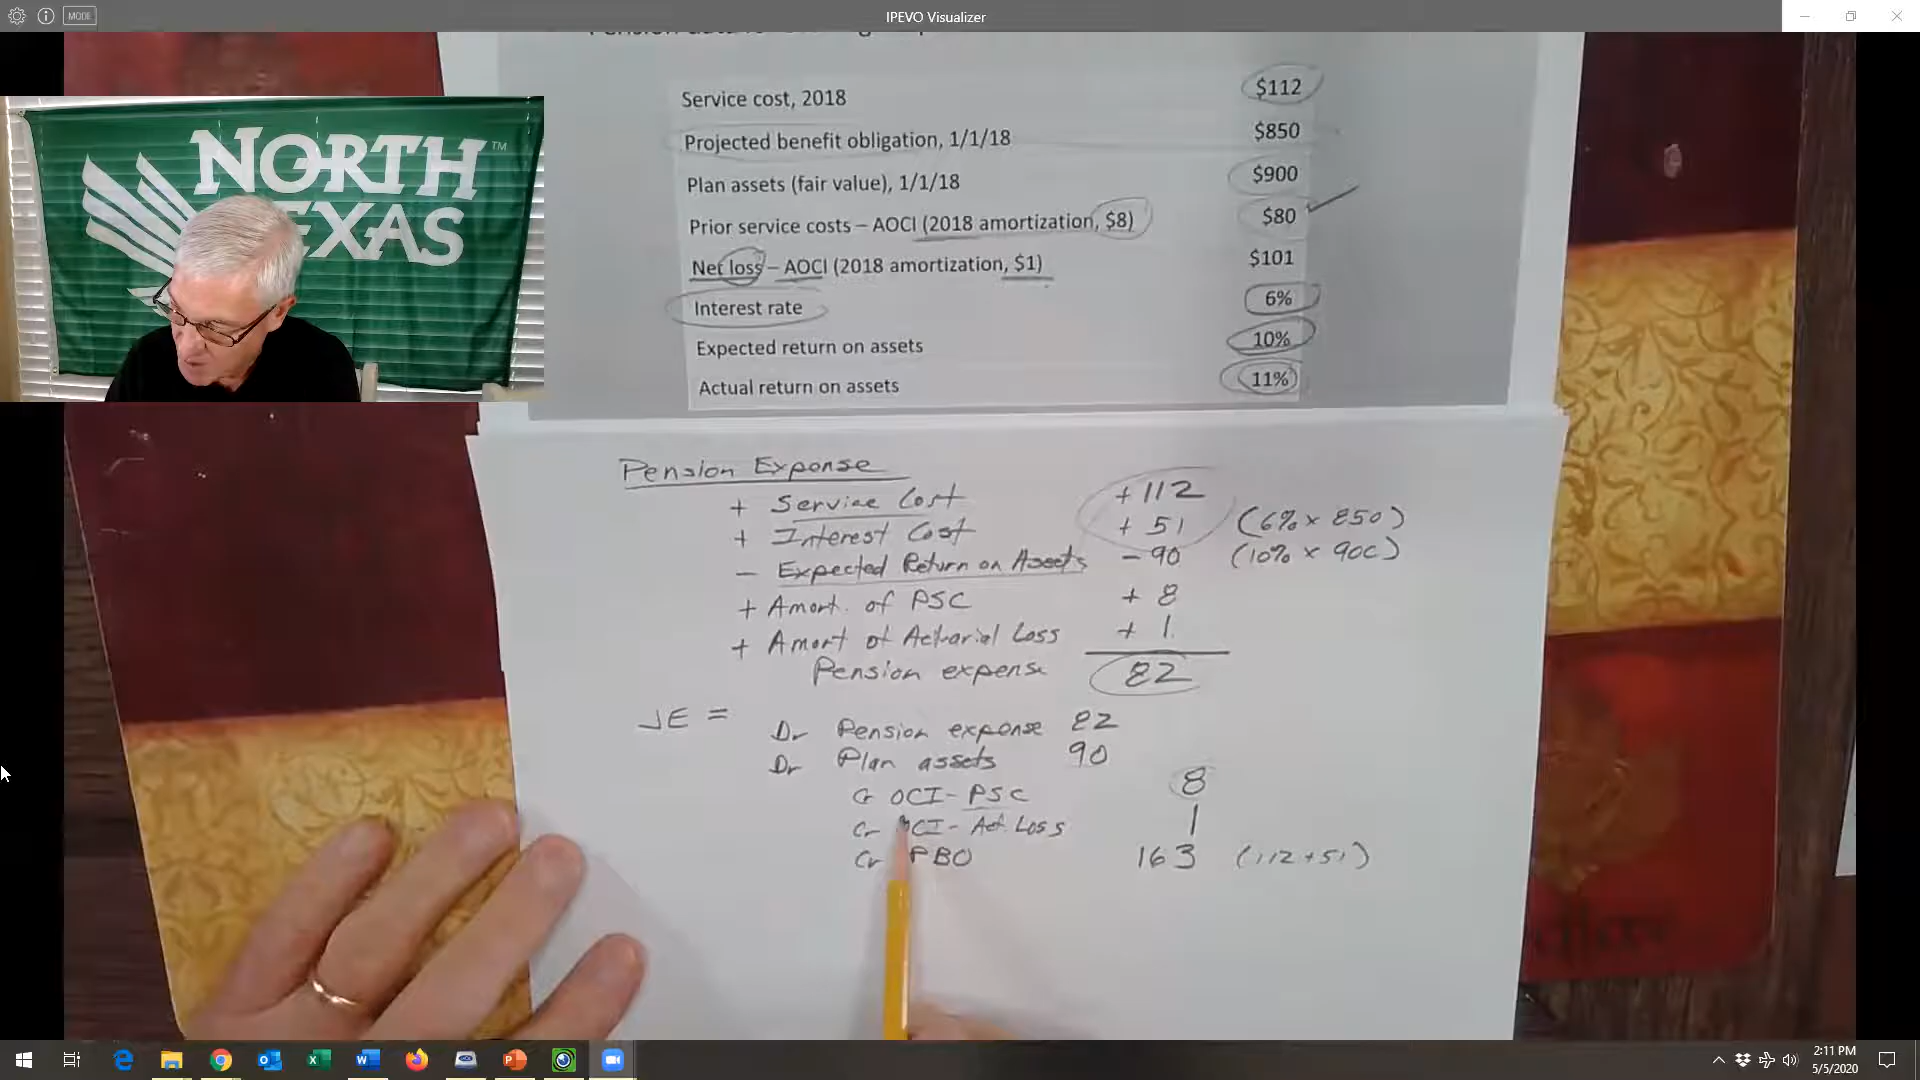 MODE
IPEVO Visualizer
NORTH TEXAS
TM
Service cost, 2018 $112
Projected benefit obligation, 1/1/18 $850
Plan assets (fair value), 1/1/18 $900
Prior service costs – AOCI (2018 amortization, $8) $80
Net loss – AOCI (2018 amortization, $1) $101
Interest rate 6%
Expected return on assets 10%
Actual return on assets 11%
Pension Expense
+ Service Cost +112
+ Interest Cost + 51 (6% x 850)
- Expected Return on Assets - 90 (10% x 900)
+ Amort. of PSC + 8
+ Amort of Actuarial Loss + 1
Pension expense 82
JE =
Dr Pension expense 82
Dr Plan assets 90
Cr OCI- PSC 8
Cr OCI- Act. Loss 1
Cr PBO 163 (112+51)
2:11 PM
5/5/2020